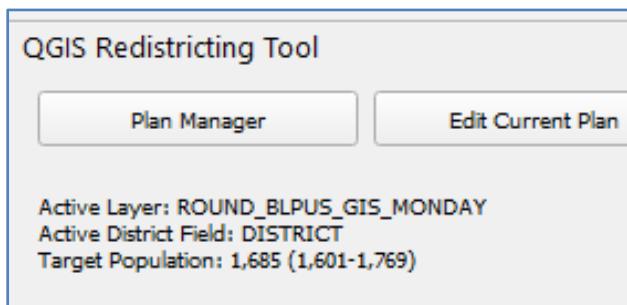 QGIS Redistricting Tool
Plan Manager Edit Current Plan
Active Layer: ROUND_BLPUS_GIS_MONDAY
Active District Field: DISTRICT
Target Population: 1,685 (1,601-1,769)